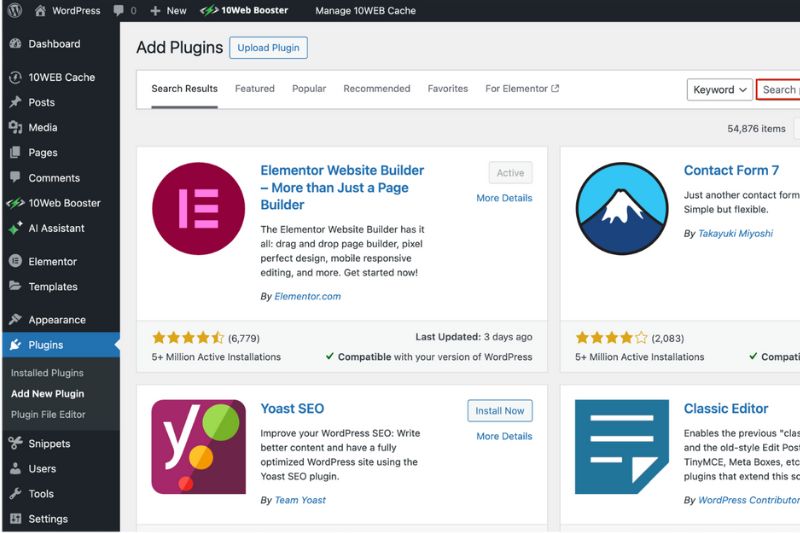 WordPress 0 New 10Web Booster Manage 10WEB Cache
Dashboard
10WEB Cache
Posts
Media
Pages
Comments
10WEB Booster
AI Assistant
Elementor
Templates
Appearance
Plugins
Installed Plugins
Add New Plugin
Plugin File Editor
Snippets
Users
Tools
Settings
Add Plugins Upload Plugin
Search Results Featured Popular Recommended Favorites For Elementor
Keyword Search
54,876 items
Elementor Website Builder
– More than Just a Page
Builder
Active
More Details
The Elementor Website Builder has it
all: drag and drop page builder, pixel
perfect design, mobile responsive
editing, and more. Get started now!
By Elementor.com
(6,779)
Last Updated: 3 days ago
5+ Million Active Installations
Compatible with your version of WordPress
Contact Form 7
Just another contact form
Simple but flexible.
By Takayuki Miyoshi
(2,083)
5+ Million Active Installations
Compati
y
Yoast SEO
Install Now
More Details
Improve your WordPress SEO: Write
better content and have a fully
optimized WordPress site using the
Yoast SEO plugin.
By Team Yoast
Classic Editor
Enables the previous "clas
and the old-style Edit Post
TinyMCE, Meta Boxes, etc
plugins that extend this sc
By WordPress Contributor